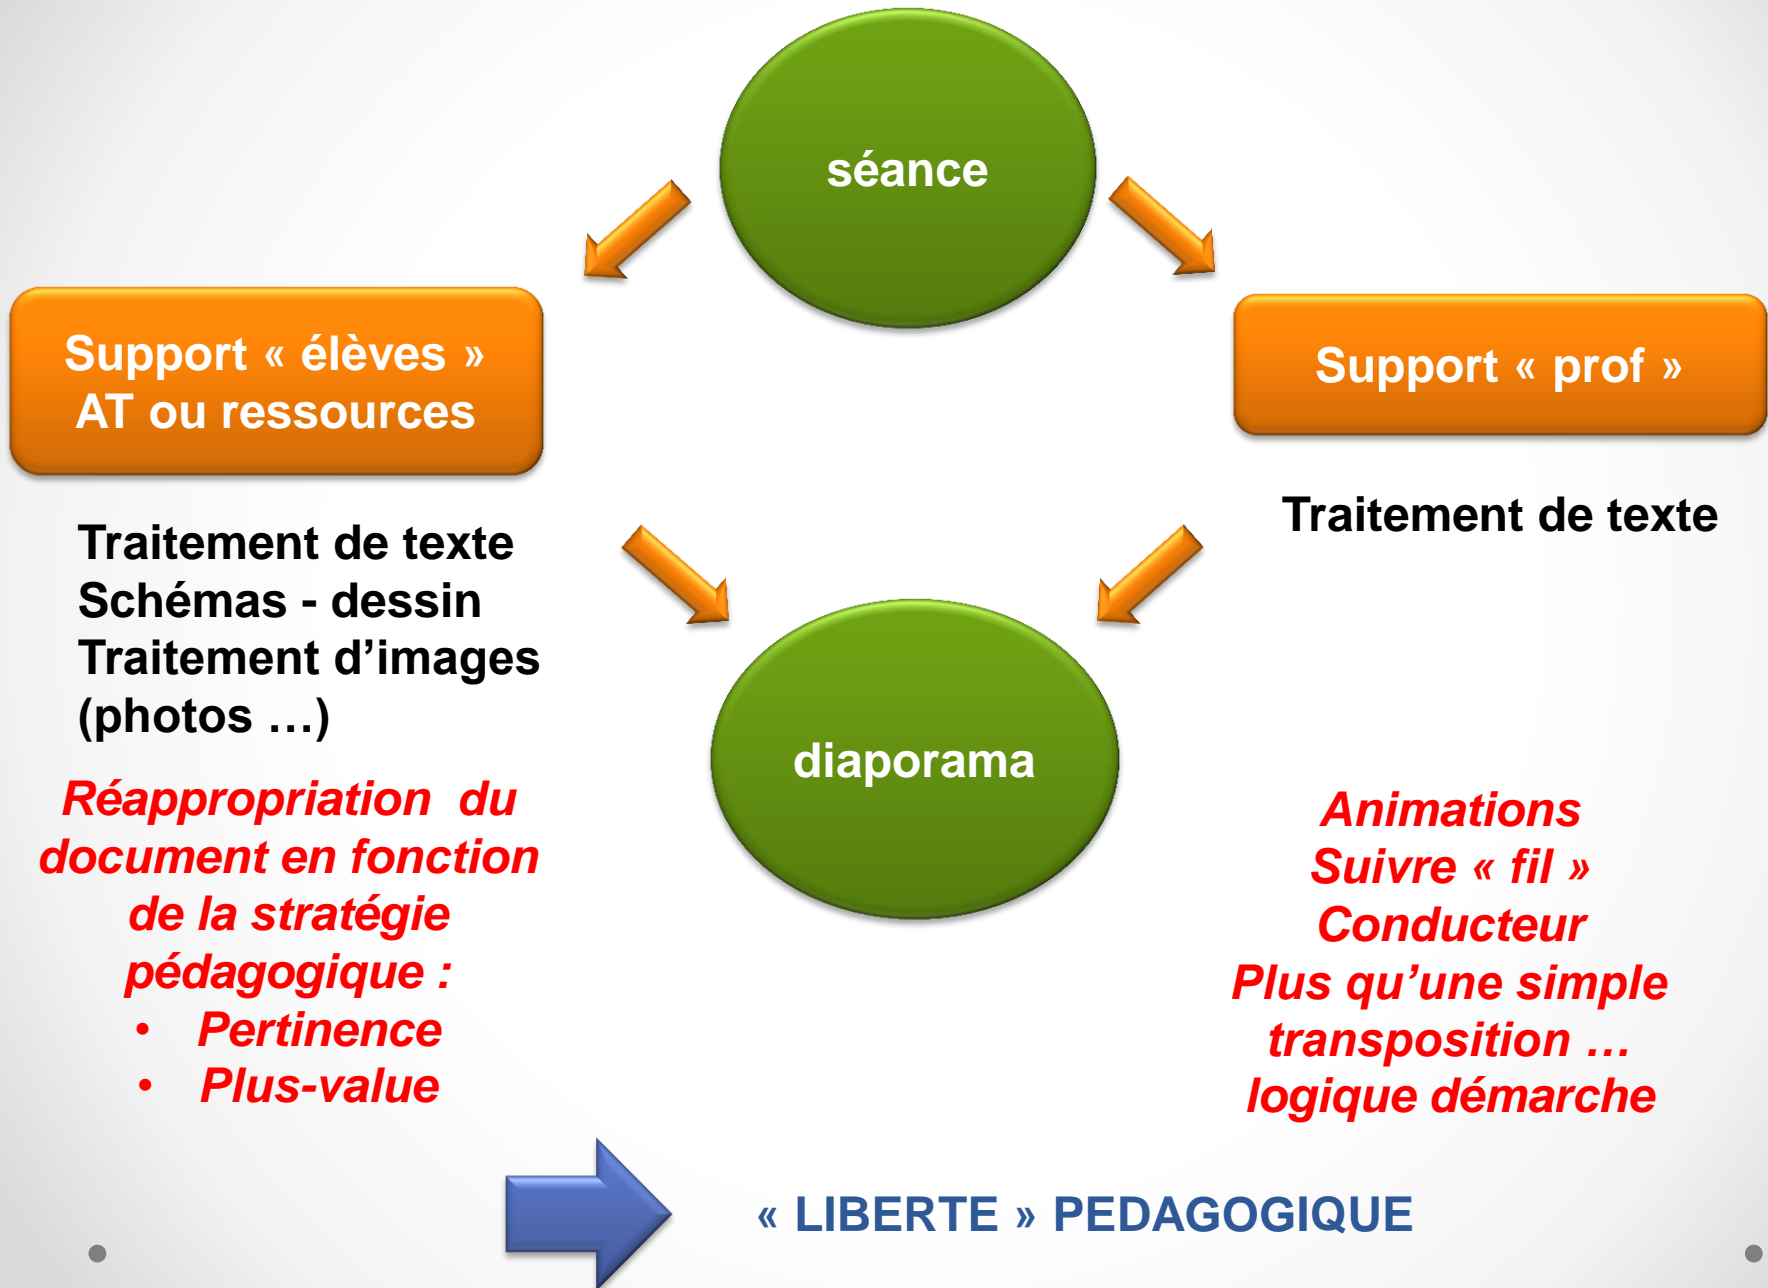 séance
Support « élèves »
AT ou ressources
Support « prof »
Traitement de texte
Schémas - dessin
Traitement d’images
(photos …)
Traitement de texte
diaporama
Réappropriation du
document en fonction
de la stratégie
pédagogique :
• Pertinence
• Plus-value
Animations
Suivre « fil »
Conducteur
Plus qu’une simple
transposition …
logique démarche
« LIBERTE » PEDAGOGIQUE